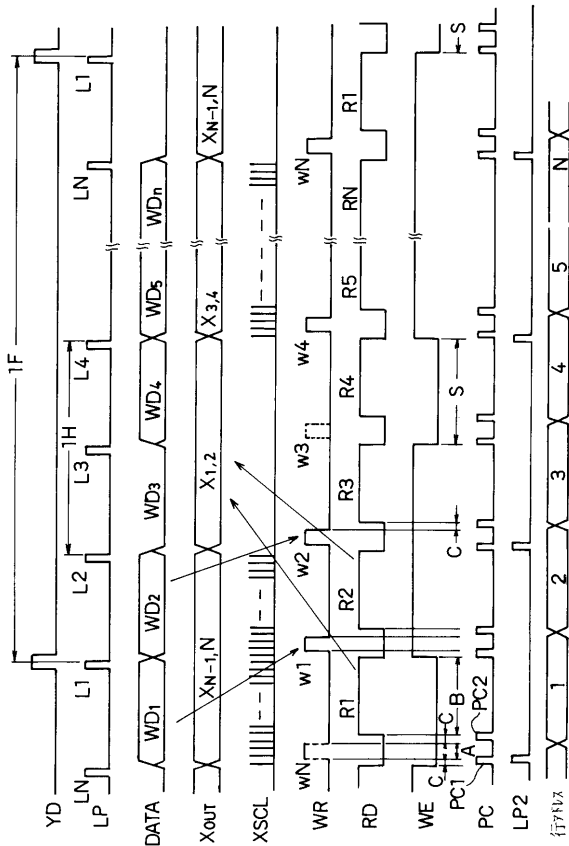 1F
YD
LN L1 L2 L3 L4 LN L1
LP
1H
DATA WD1 WD2 WD3 WD4 WD5 WDn
XOUT XN-1,N X1,2 X3,4 XN-1,N
XSCL
WR wN w1 w2 w3 w4 wN
RD R1 R2 R3 R4 R5 RN R1
WE
C A C B C S S
PC PC1 PC2
LP2
行アドレス 1 2 3 4 5 N